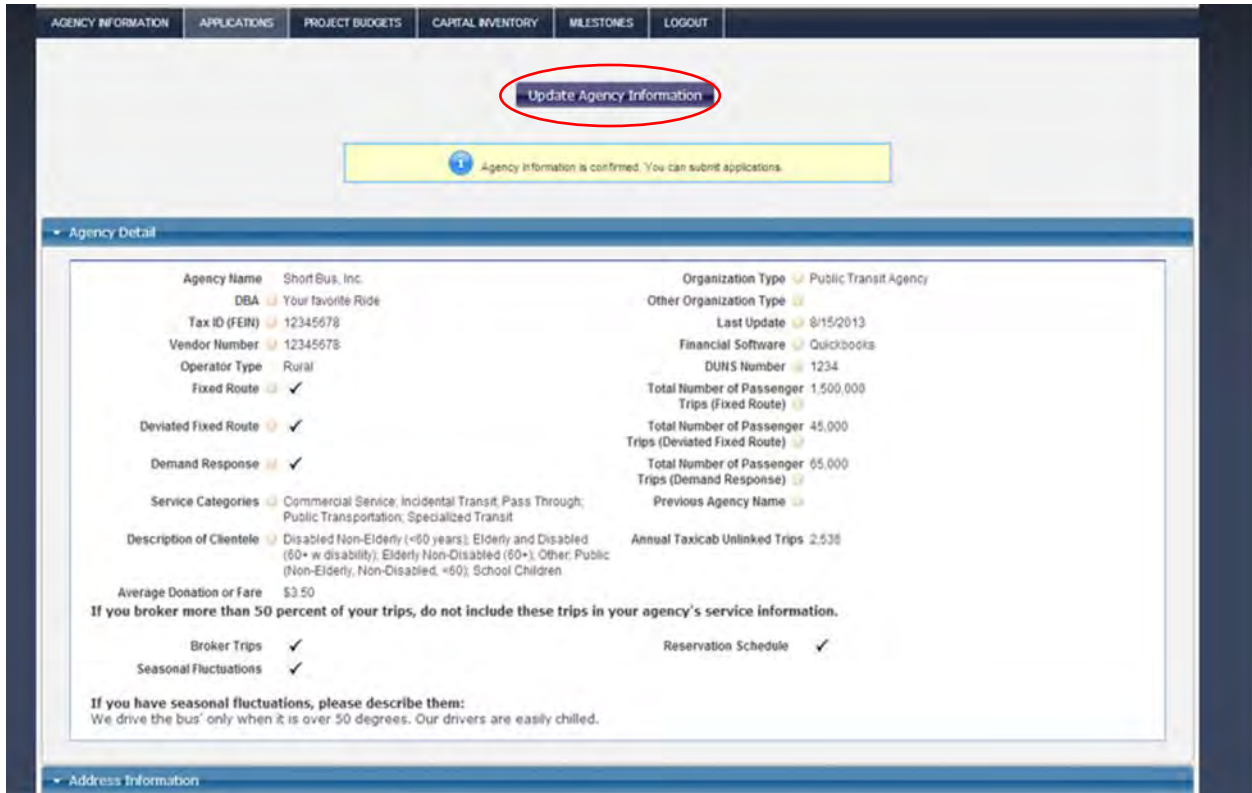 AGENCY INFORMATION APPLICATIONS PROJECT BUDGETS CAPITAL INVENTORY MILESTONES LOGOUT
Update Agency Information
Agency information is confirmed. You can submit applications.
Agency Detail
Agency Name Short Bus, Inc.
Organization Type Public Transit Agency
DBA Your favorite Ride
Other Organization Type
Tax ID (FEIN) 12345678
Last Update 8/15/2013
Vendor Number 12345678
Financial Software Quickbooks
Operator Type Rural
DUNS Number 1234
Fixed Route ✓
Total Number of Passenger 1,500,000
Trips (Fixed Route)
Deviated Fixed Route ✓
Total Number of Passenger 45,000
Trips (Deviated Fixed Route)
Demand Response ✓
Total Number of Passenger 65,000
Trips (Demand Response)
Service Categories Commercial Service; Incidental Transit; Pass Through;
Public Transportation; Specialized Transit
Previous Agency Name
Description of Clientele Disabled Non-Elderly (<60 years); Elderly and Disabled
(60+ w disability); Elderly Non-Disabled (60+); Other; Public
(Non-Elderly, Non-Disabled, <60); School Children
Annual Taxicab Unlinked Trips 2,536
Average Donation or Fare $3.50
If you broker more than 50 percent of your trips, do not include these trips in your agency's service information.
Broker Trips ✓
Reservation Schedule ✓
Seasonal Fluctuations ✓
If you have seasonal fluctuations, please describe them:
We drive the bus' only when it is over 50 degrees. Our drivers are easily chilled.
Address Information